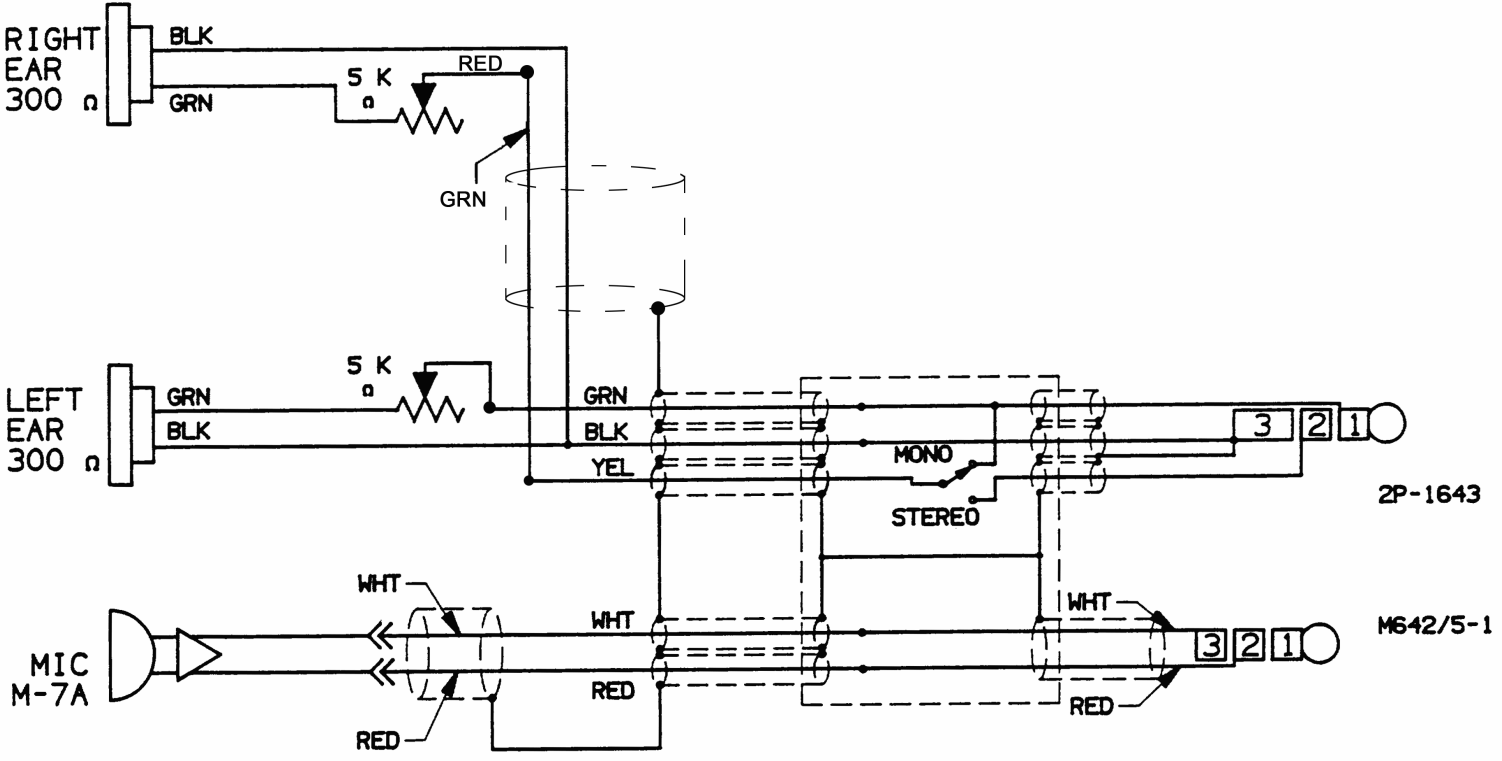 RIGHT
EAR
300 Ω
BLK
GRN
5 K
Ω
RED
GRN
LEFT
EAR
300 Ω
GRN
BLK
5 K
Ω
GRN
BLK
YEL
MONO
STEREO
3 2 1
2P-1643
MIC
M-7A
WHT
RED
WHT
RED
WHT
RED
3 2 1
M642/5-1